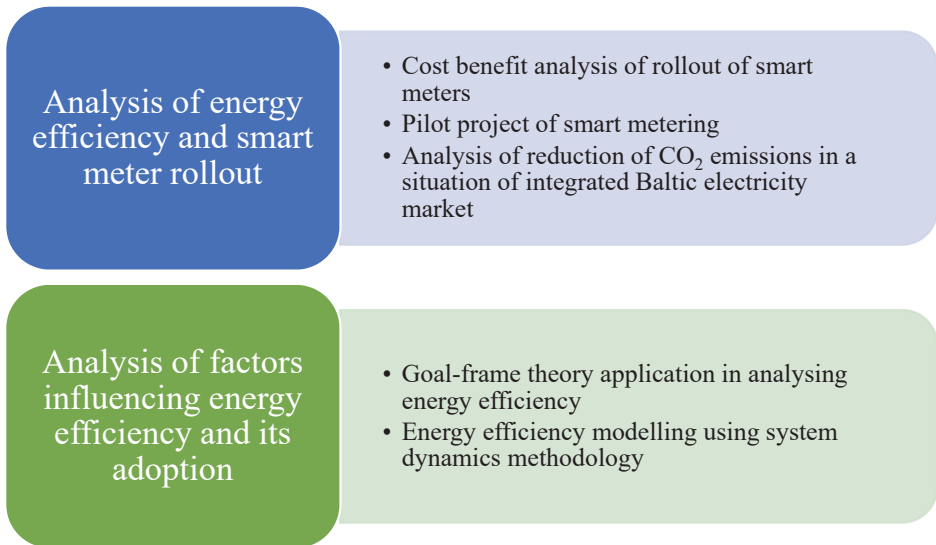 Analysis of energy
efficiency and smart
meter rollout
• Cost benefit analysis of rollout of smart
meters
• Pilot project of smart metering
• Analysis of reduction of CO₂ emissions in a
situation of integrated Baltic electricity
market
Analysis of factors
influencing energy
efficiency and its
adoption
• Goal-frame theory application in analysing
energy efficiency
• Energy efficiency modelling using system
dynamics methodology